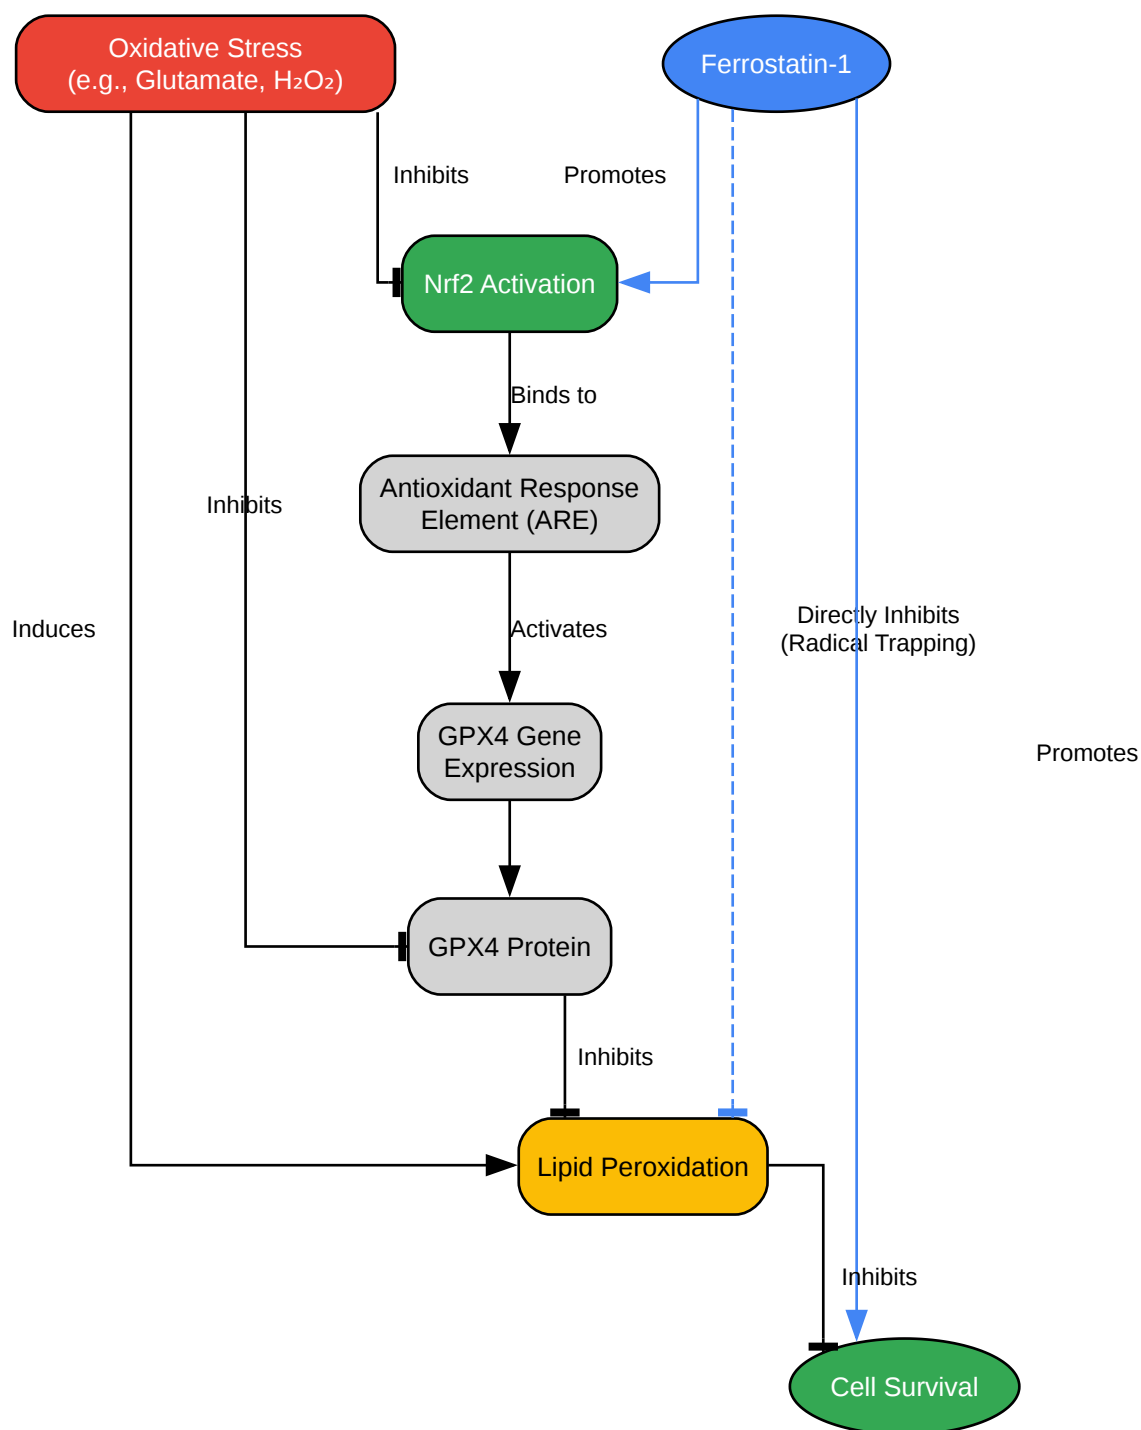 Oxidative Stress
(e.g., Glutamate, H₂O₂)
Ferrostatin-1
Inhibits
Promotes
Nrf2 Activation
Binds to
Antioxidant Response
Element (ARE)
Inhibits
Induces
Activates
Directly Inhibits
(Radical Trapping)
GPX4 Gene
Expression
Promotes
GPX4 Protein
Inhibits
Lipid Peroxidation
Inhibits
Cell Survival